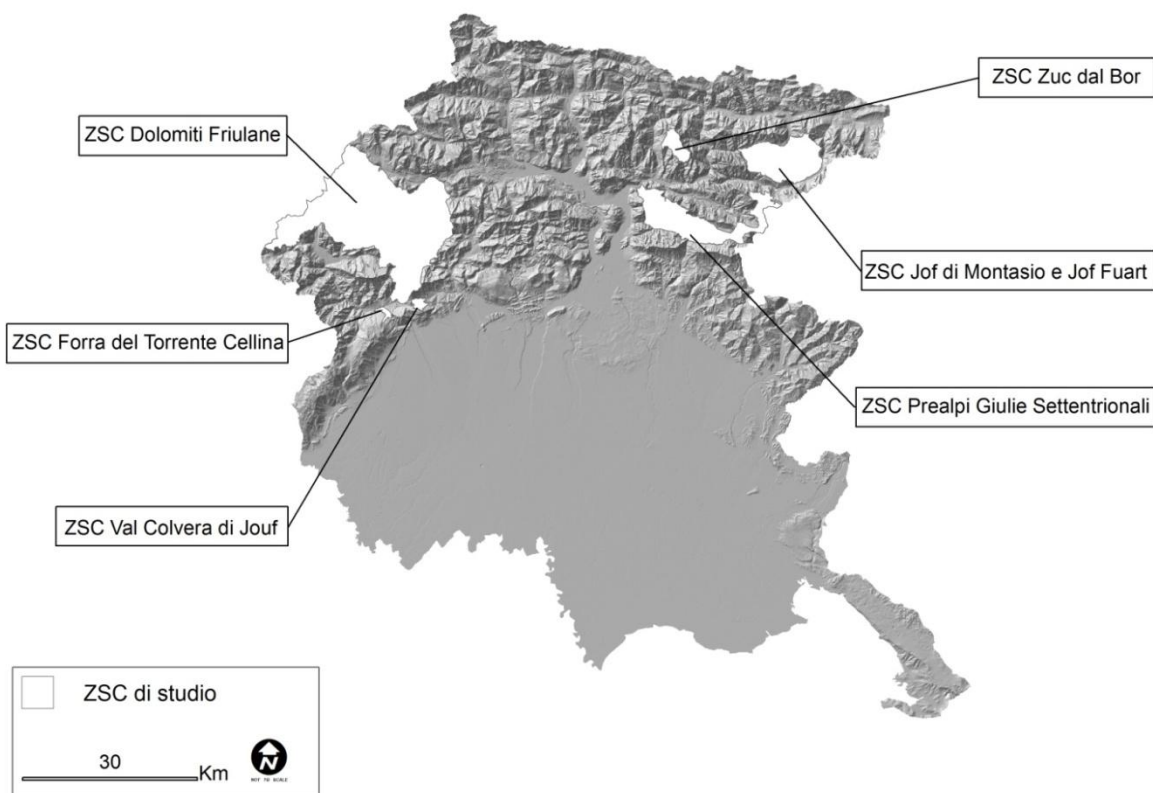 ZSC Zuc dal Bor
ZSC Dolomiti Friulane
ZSC Jof di Montasio e Jof Fuart
ZSC Forra del Torrente Cellina
ZSC Prealpi Giulie Settentrionali
ZSC Val Colvera di Jouf
ZSC di studio
30
Km
N
NOT TO SCALE